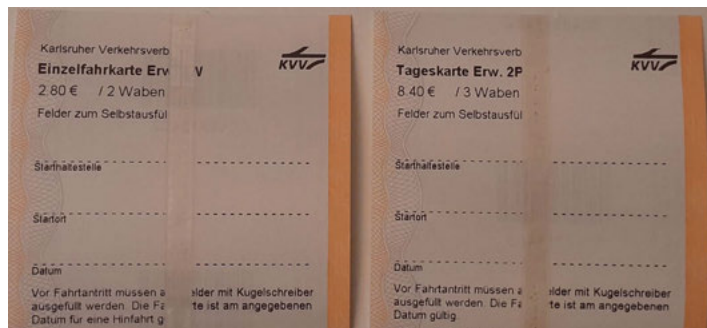 Karlsruher Verkehrsverb
KVV
Einzelfahrkarte Erw V
2.80 € / 2 Waben
Felder zum Selbstausfül
Starthaltestelle
Startort
Datum
Vor Fahrtantritt müssen a elder mit Kugelschreiber
ausgefüllt werden. Die Fa te ist am angegebenen
Datum für eine Hinfahrt g
Karlsruher Verkehrsverb
KVV
Tageskarte Erw. 2P
8.40 € / 3 Waben
Felder zum Selbstausfül
Starthaltestelle
Startort
Datum
Vor Fahrtantritt müssen a elder mit Kugelschreiber
ausgefüllt werden. Die Fa te ist am angegebenen
Datum gültig.